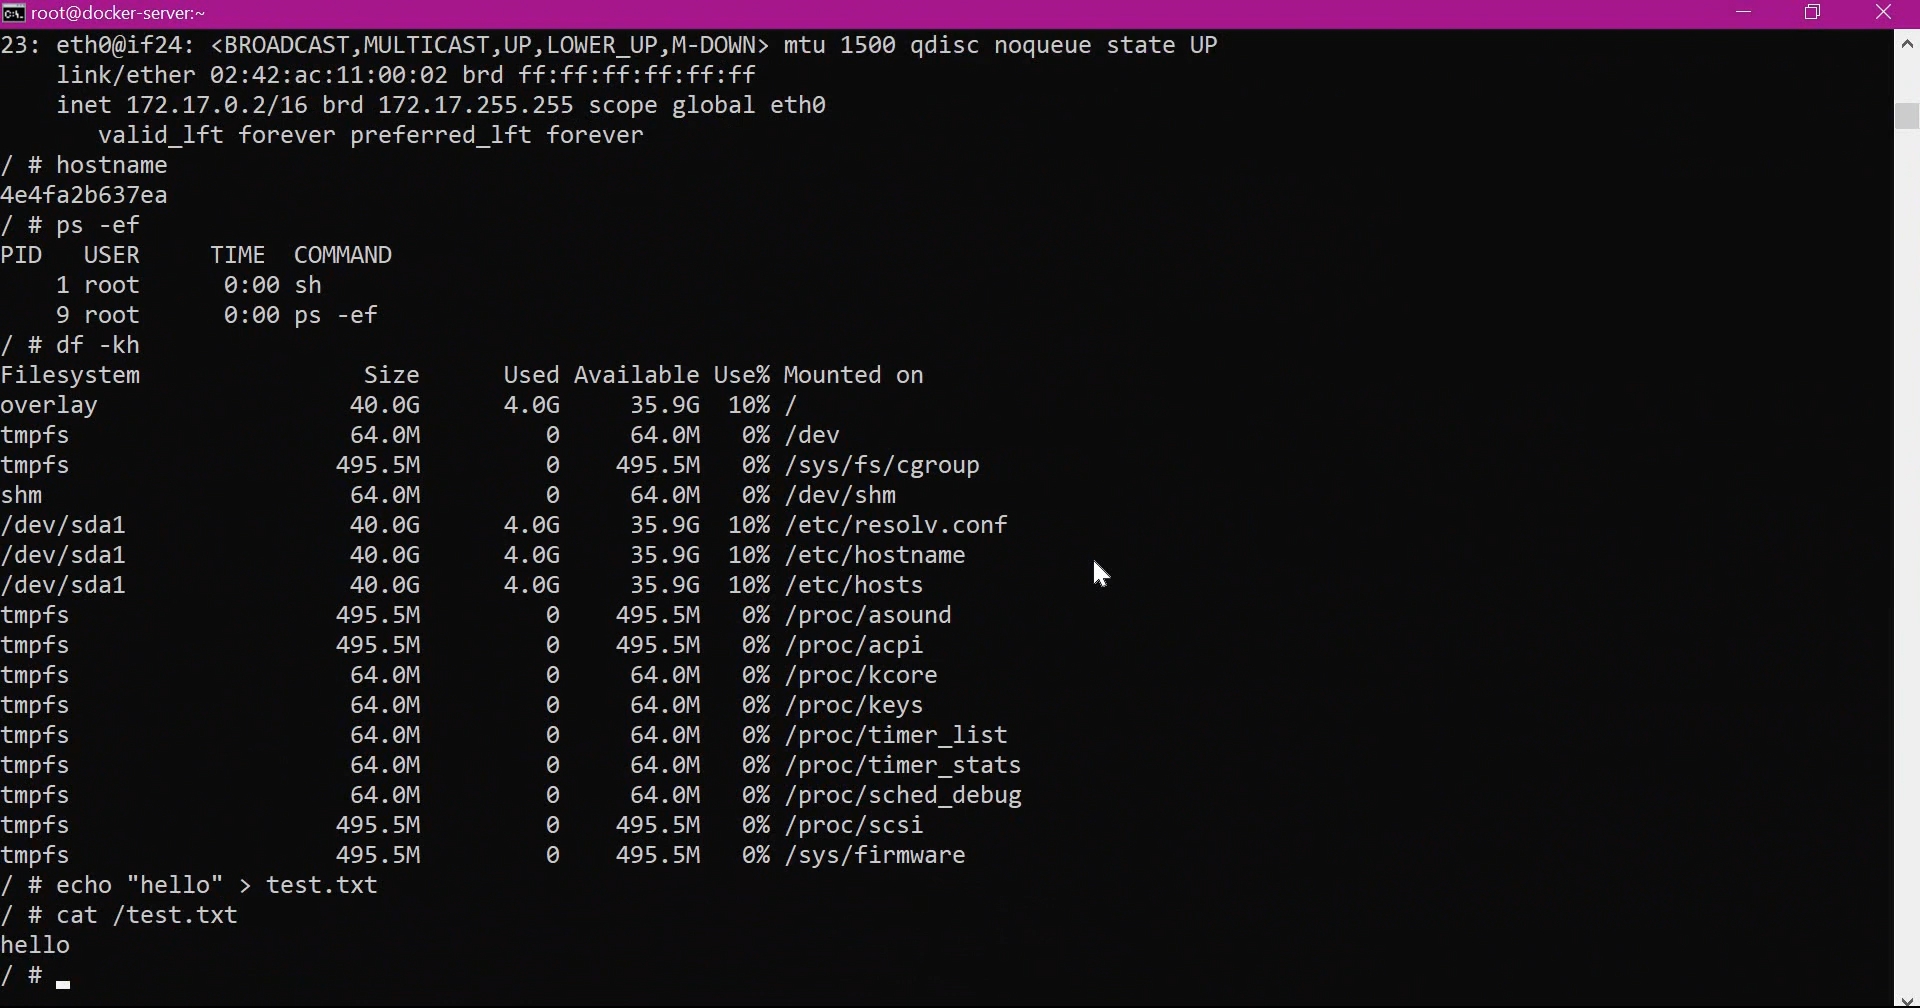 root@docker-server:~
23: eth0@if24: <BROADCAST,MULTICAST,UP,LOWER_UP,M-DOWN> mtu 1500 qdisc noqueue state UP
    link/ether 02:42:ac:11:00:02 brd ff:ff:ff:ff:ff:ff
    inet 172.17.0.2/16 brd 172.17.255.255 scope global eth0
       valid_lft forever preferred_lft forever
/ # hostname
4e4fa2b637ea
/ # ps -ef
PID   USER     TIME  COMMAND
    1 root      0:00 sh
    9 root      0:00 ps -ef
/ # df -kh
Filesystem                Size      Used Available Use% Mounted on
overlay                  40.0G      4.0G     35.9G  10% /
tmpfs                    64.0M         0     64.0M   0% /dev
tmpfs                   495.5M         0    495.5M   0% /sys/fs/cgroup
shm                      64.0M         0     64.0M   0% /dev/shm
/dev/sda1                40.0G      4.0G     35.9G  10% /etc/resolv.conf
/dev/sda1                40.0G      4.0G     35.9G  10% /etc/hostname
/dev/sda1                40.0G      4.0G     35.9G  10% /etc/hosts
tmpfs                   495.5M         0    495.5M   0% /proc/asound
tmpfs                   495.5M         0    495.5M   0% /proc/acpi
tmpfs                    64.0M         0     64.0M   0% /proc/kcore
tmpfs                    64.0M         0     64.0M   0% /proc/keys
tmpfs                    64.0M         0     64.0M   0% /proc/timer_list
tmpfs                    64.0M         0     64.0M   0% /proc/timer_stats
tmpfs                    64.0M         0     64.0M   0% /proc/sched_debug
tmpfs                   495.5M         0    495.5M   0% /proc/scsi
tmpfs                   495.5M         0    495.5M   0% /sys/firmware
/ # echo "hello" > test.txt
/ # cat /test.txt
hello
/ #